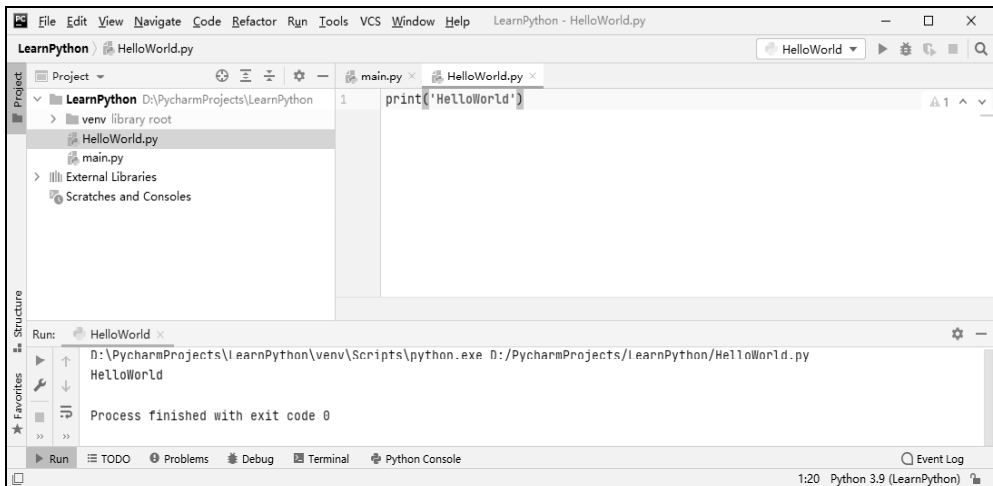 PC File Edit View Navigate Code Refactor Run Tools VCS Window Help LearnPython - HelloWorld.py
LearnPython HelloWorld.py HelloWorld
Project
Project
main.py HelloWorld.py
LearnPython D:\PycharmProjects\LearnPython
venv library root
HelloWorld.py
main.py
External Libraries
Scratches and Consoles
1 print('HelloWorld')
1
Structure
Favorites
Run: HelloWorld
D:\PycharmProjects\LearnPython\venv\Scripts\python.exe D:/PycharmProjects/LearnPython/HelloWorld.py
HelloWorld
Process finished with exit code 0
Run TODO Problems Debug Terminal Python Console Event Log
1:20 Python 3.9 (LearnPython)